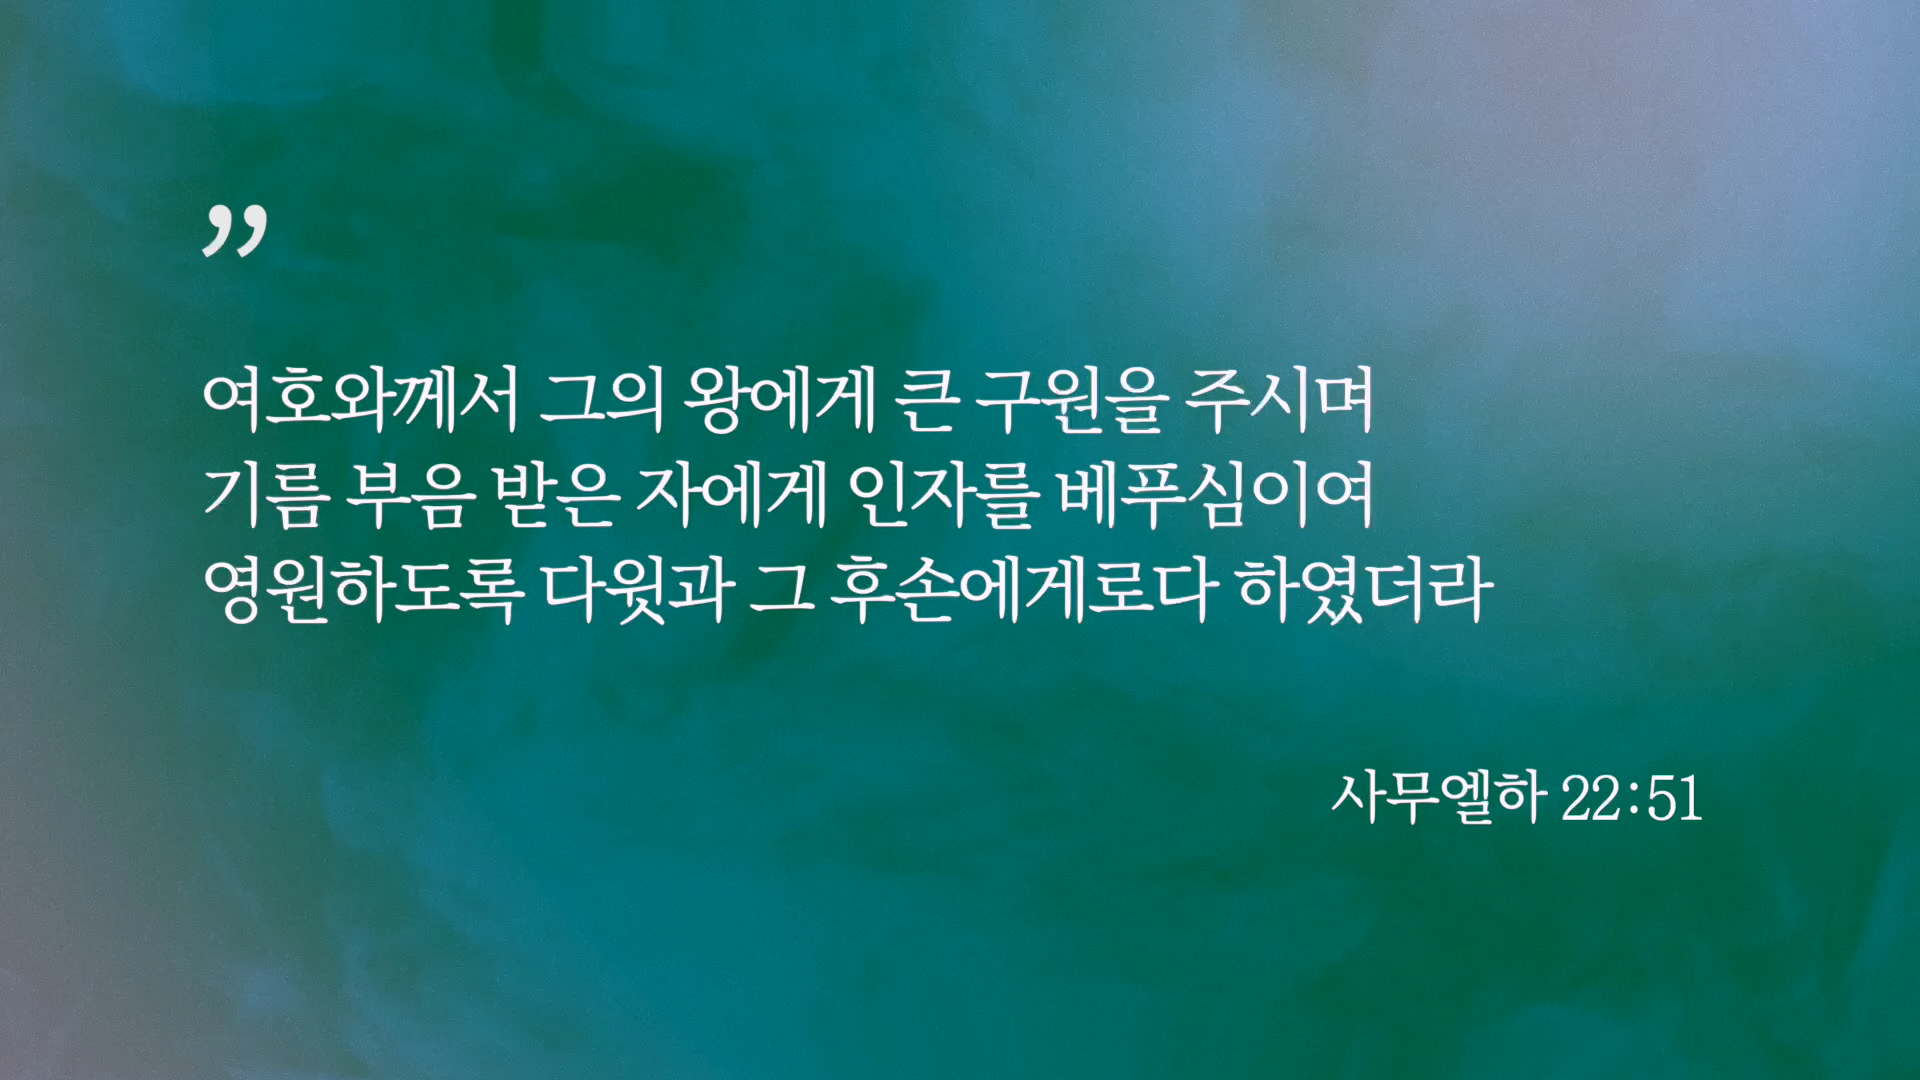 ”
여호와께서 그의 왕에게 큰 구원을 주시며
기름 부음 받은 자에게 인자를 베푸심이여
영원하도록 다윗과 그 후손에게로다 하였더라
사무엘하 22:51